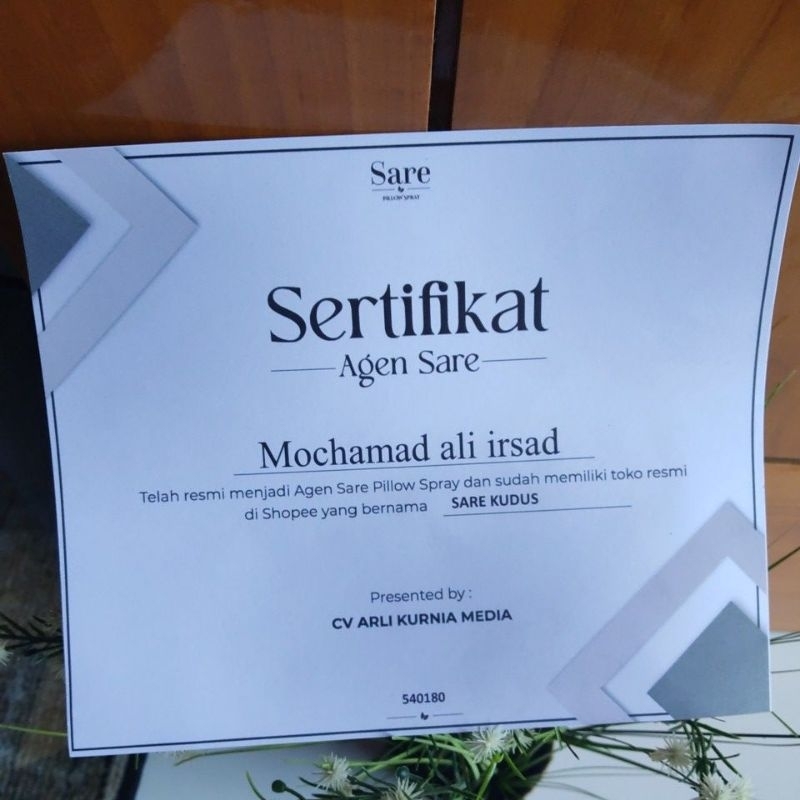 Sare
PILLOW SPRAY
Sertifikat
Agen Sare
Mochamad ali irsad
Telah resmi menjadi Agen Sare Pillow Spray dan sudah memiliki toko resmi
di Shopee yang bernama SARE KUDUS
Presented by :
CV ARLI KURNIA MEDIA
540180